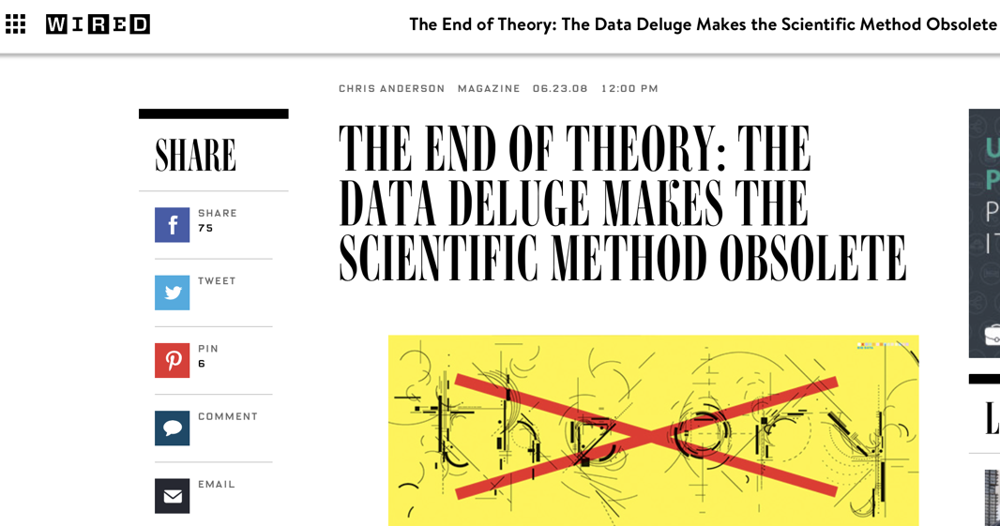 WIRED
The End of Theory: The Data Deluge Makes the Scientific Method Obsolete
CHRIS ANDERSON MAGAZINE 06.23.08 12:00 PM
SHARE
SHARE
75
TWEET
PIN
6
COMMENT
EMAIL
THE END OF THEORY: THE
DATA DELUGE MAKES THE
SCIENTIFIC METHOD OBSOLETE
theory
U
P
P
IT
L